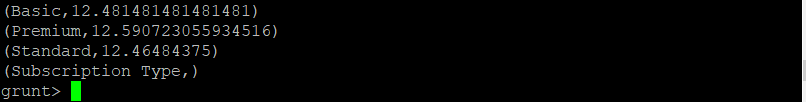 (Basic,12.481481481481481)
(Premium,12.590723055934516)
(Standard,12.46484375)
(Subscription Type,)
grunt>